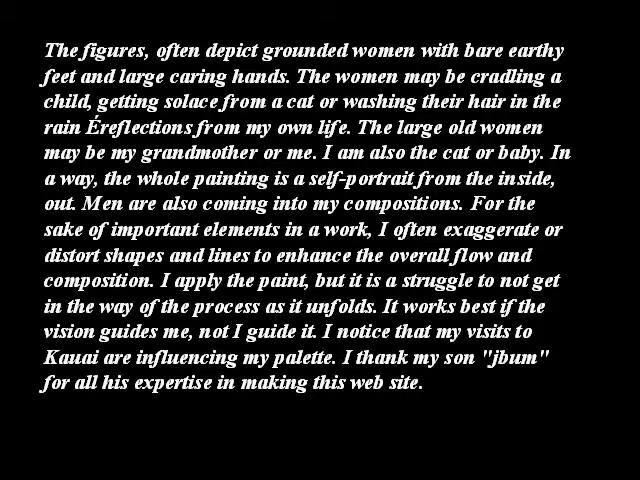 The figures, often depict grounded women with bare earthy
feet and large caring hands. The women may be cradling a
child, getting solace from a cat or washing their hair in the
rain Éreflections from my own life. The large old women
may be my grandmother or me. I am also the cat or baby. In
a way, the whole painting is a self-portrait from the inside,
out. Men are also coming into my compositions. For the
sake of important elements in a work, I often exaggerate or
distort shapes and lines to enhance the overall flow and
composition. I apply the paint, but it is a struggle to not get
in the way of the process as it unfolds. It works best if the
vision guides me, not I guide it. I notice that my visits to
Kauai are influencing my palette. I thank my son "jbum"
for all his expertise in making this web site.